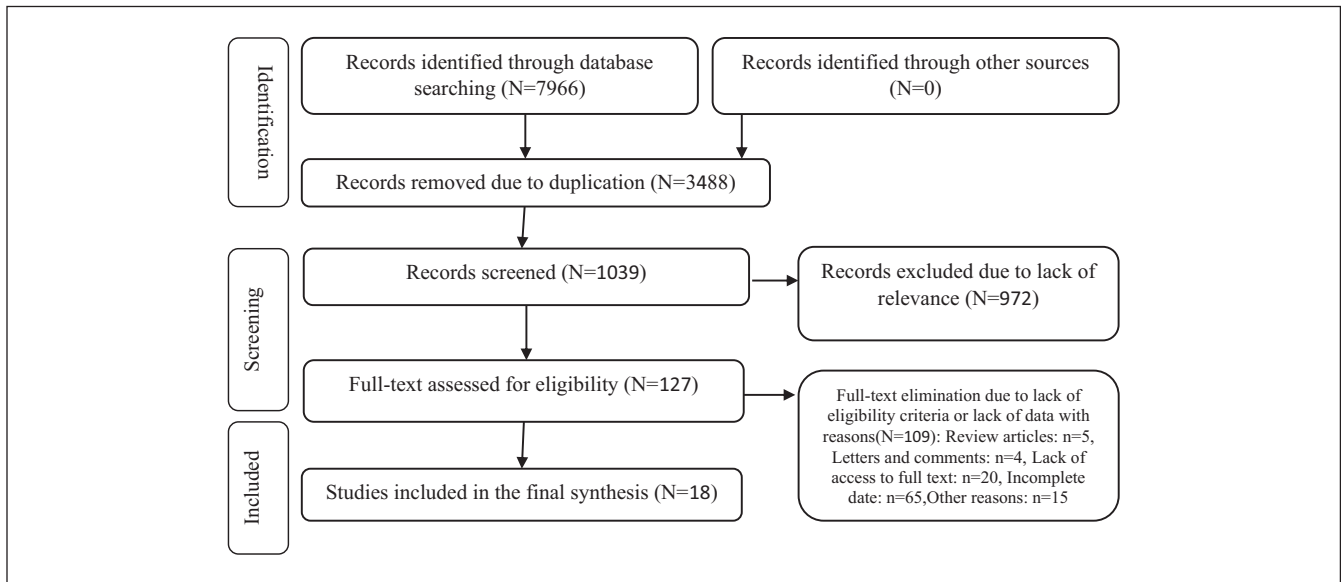 Identification
Records identified through database
searching (N=7966)
Records identified through other sources
(N=0)
Records removed due to duplication (N=3488)
Screening
Records screened (N=1039)
Records excluded due to lack of
relevance (N=972)
Full-text assessed for eligibility (N=127)
Full-text elimination due to lack of
eligibility criteria or lack of data with
reasons(N=109): Review articles: n=5,
Letters and comments: n=4, Lack of
access to full text: n=20, Incomplete
date: n=65,Other reasons: n=15
Included
Studies included in the final synthesis (N=18)